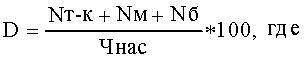 D = (Nт-к + Nм + Nб) / Чнас *100, где